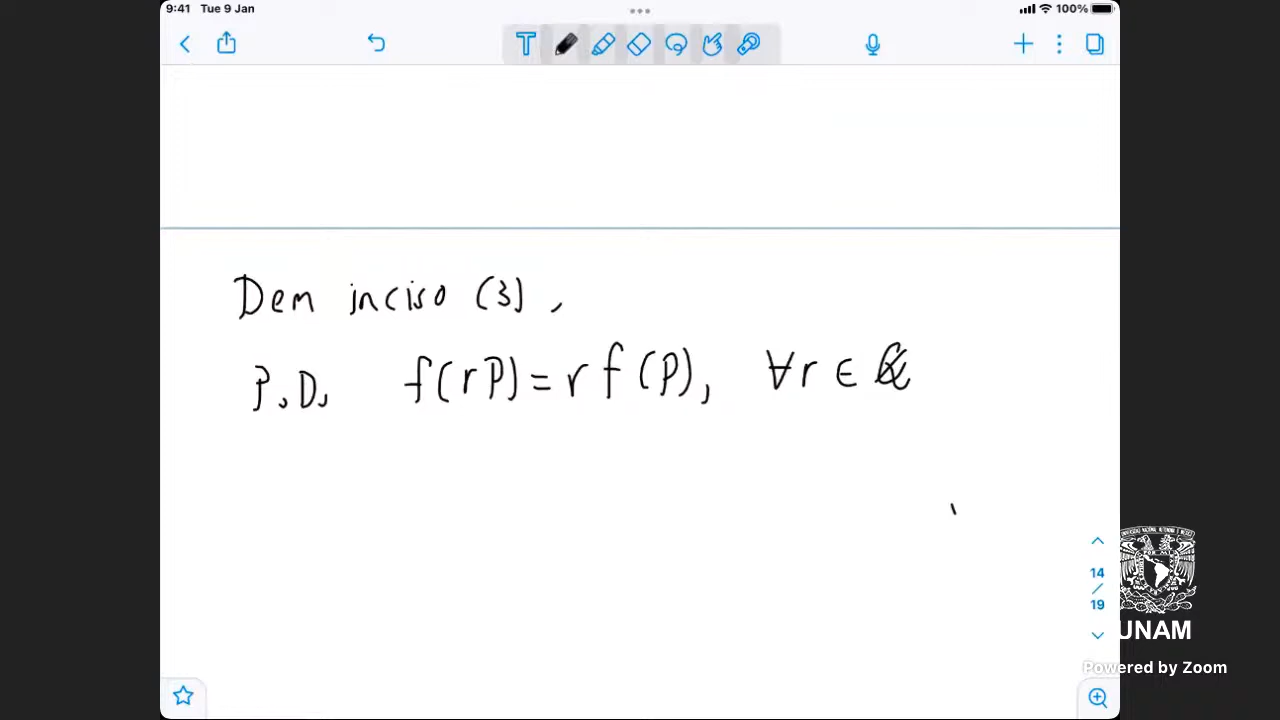 9:41 Tue 9 Jan 100%
T
Dem inciso (3),
P.D. f(rP) = r f(P), ∀r ∈
14
19
UNAM
Powered by Zoom